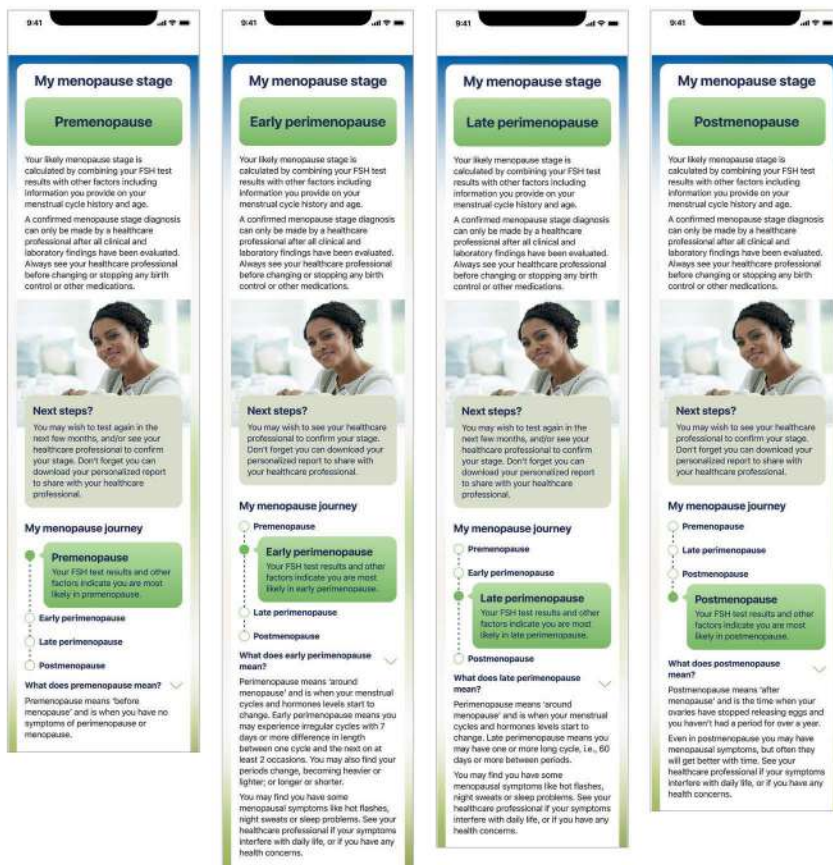 9:41
My menopause stage
Premenopause
Your likely menopause stage is
calculated by combining your FSH test
results with other factors including
information you provide on your
menstrual cycle history and age.
A confirmed menopause stage diagnosis
can only be made by a healthcare
professional after all clinical and
laboratory findings have been evaluated.
Always see your healthcare professional
before changing or stopping any birth
control or other medications.
Next steps?
You may wish to test again in the
next few months, and/or see your
healthcare professional to confirm
your stage. Don't forget you can
download your personalized report
to share with your healthcare
professional.
My menopause journey
Premenopause
Your FSH test results and other
factors indicate you are most
likely in premenopause.
Early perimenopause
Late perimenopause
Postmenopause
What does premenopause mean?
Premenopause means 'before
menopause' and is when you have no
symptoms of perimenopause or
menopause.
9:41
My menopause stage
Early perimenopause
Your likely menopause stage is
calculated by combining your FSH test
results with other factors including
information you provide on your
menstrual cycle history and age.
A confirmed menopause stage diagnosis
can only be made by a healthcare
professional after all clinical and
laboratory findings have been evaluated.
Always see your healthcare professional
before changing or stopping any birth
control or other medications.
Next steps?
You may wish to see your healthcare
professional to confirm your stage.
Don't forget you can download your
personalized report to share with
your healthcare professional.
My menopause journey
Premenopause
Early perimenopause
Your FSH test results and other
factors indicate you are most
likely in early perimenopause.
Late perimenopause
Postmenopause
What does early perimenopause
mean?
Perimenopause means 'around
menopause' and is when your menstrual
cycles and hormones levels start to
change. Early perimenopause means you
may experience irregular cycles with 7
days or more difference in length
between one cycle and the next on at
least 2 occasions. You may also find your
periods change, becoming heavier or
lighter; or longer or shorter.
You may find you have some
menopausal symptoms like hot flashes,
night sweats or sleep problems. See your
healthcare professional if your symptoms
interfere with daily life, or if you have any
health concerns.
9:41
My menopause stage
Late perimenopause
Your likely menopause stage is
calculated by combining your FSH test
results with other factors including
information you provide on your
menstrual cycle history and age.
A confirmed menopause stage diagnosis
can only be made by a healthcare
professional after all clinical and
laboratory findings have been evaluated.
Always see your healthcare professional
before changing or stopping any birth
control or other medications.
Next steps?
You may wish to test again in the
next few months, and/or see your
healthcare professional to confirm
your stage. Don't forget you can
download your personalized report
to share with your healthcare
professional.
My menopause journey
Premenopause
Early perimenopause
Late perimenopause
Your FSH test results and other
factors indicate you are most
likely in late perimenopause.
Postmenopause
What does late perimenopause
mean?
Perimenopause means 'around
menopause' and is when your menstrual
cycles and hormones levels start to
change. Late perimenopause means you
may have one or more long cycle, i.e., 60
days or more between periods.
You may find you have some
menopausal symptoms like hot flashes,
night sweats or sleep problems. See your
healthcare professional if your symptoms
interfere with daily life, or if you have any
health concerns.
9:41
My menopause stage
Postmenopause
Your likely menopause stage is
calculated by combining your FSH test
results with other factors including
information you provide on your
menstrual cycle history and age.
A confirmed menopause stage diagnosis
can only be made by a healthcare
professional after all clinical and
laboratory findings have been evaluated.
Always see your healthcare professional
before changing or stopping any birth
control or other medications.
Next steps?
You may wish to see your healthcare
professional to confirm your stage.
Don't forget you can download your
personalized report to share with
your healthcare professional.
My menopause journey
Premenopause
Late perimenopause
Postmenopause
Postmenopause
Your FSH test results and other
factors indicate you are most
likely in postmenopause.
What does postmenopause
mean?
Postmenopause means 'after
menopause' and is the time when your
ovaries have stopped releasing eggs and
you haven't had a period for over a year.
Even in postmenopause you may have
menopausal symptoms, but often they
will get better with time. See your
healthcare professional if your symptoms
interfere with daily life, or if you have any
health concerns.